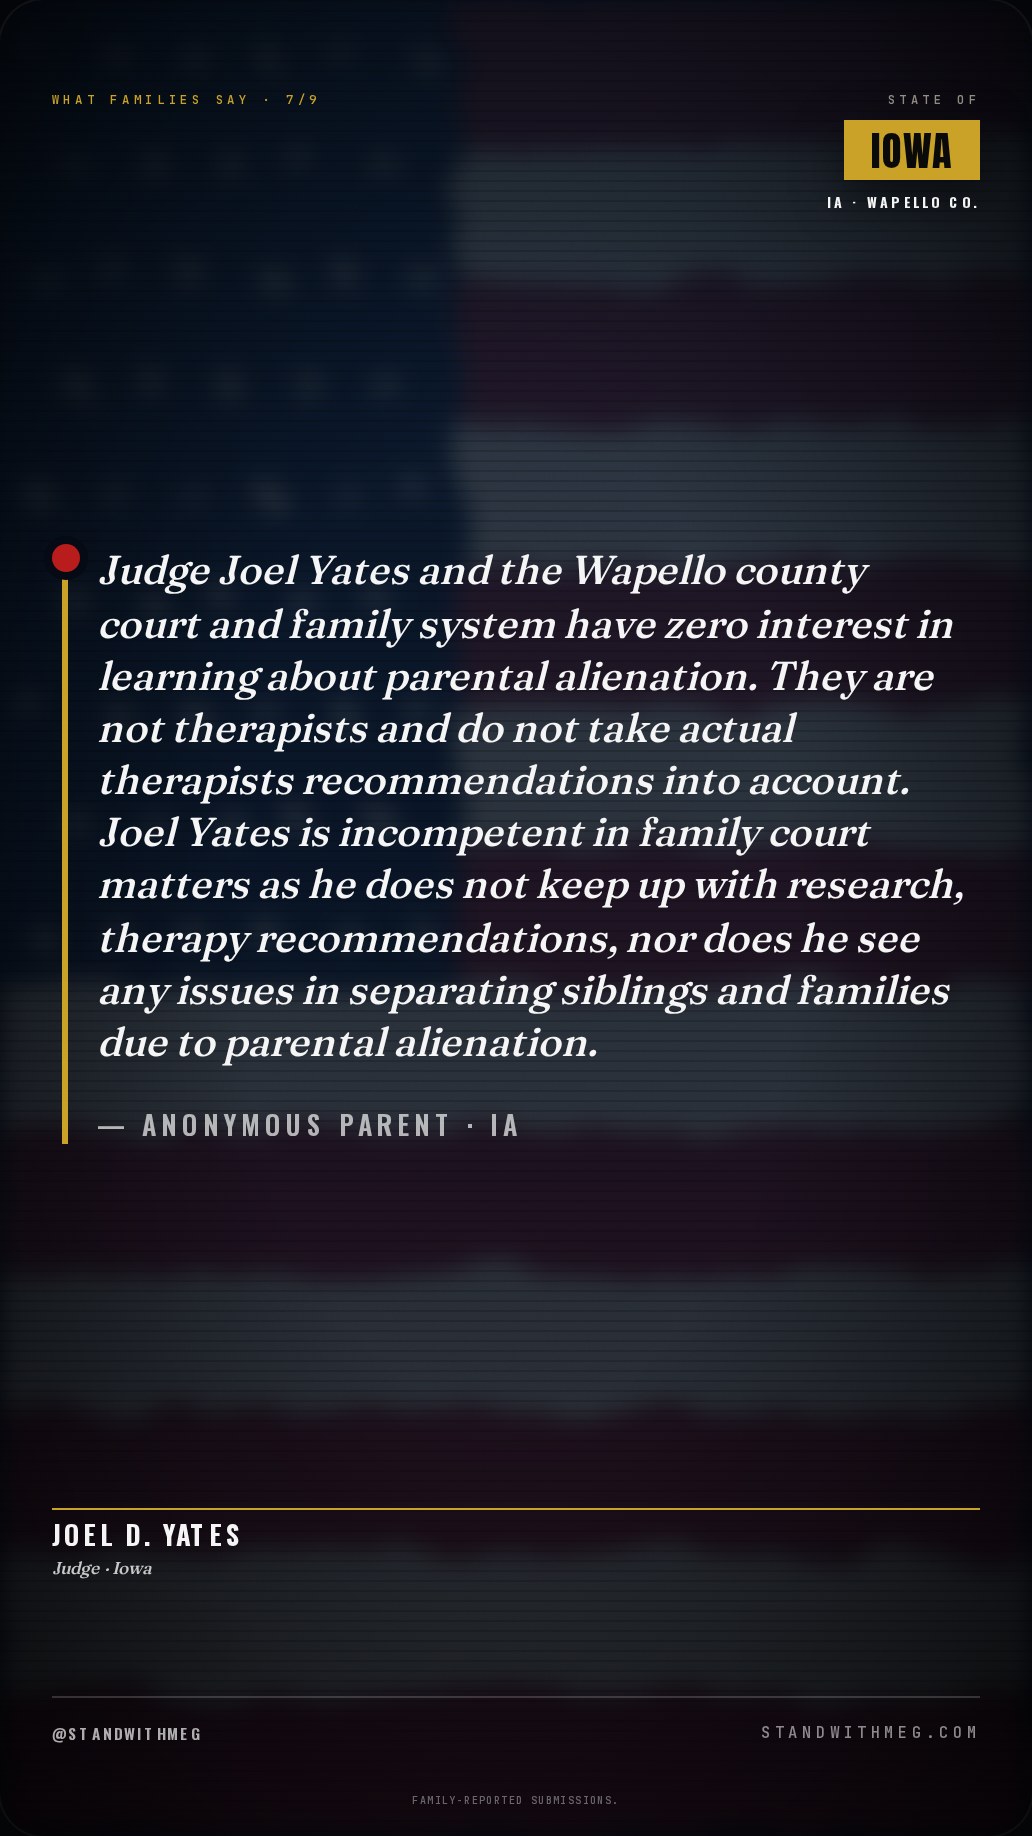 WHAT FAMILIES SAY · 7/9
STATE OF
IOWA
IA · WAPELLO CO.
Judge Joel Yates and the Wapello county
court and family system have zero interest in
learning about parental alienation. They are
not therapists and do not take actual
therapists recommendations into account.
Joel Yates is incompetent in family court
matters as he does not keep up with research,
therapy recommendations, nor does he see
any issues in separating siblings and families
due to parental alienation.
— ANONYMOUS PARENT · IA
JOEL D. YATES
Judge · Iowa
@STANDWITHMEG
STANDWITHMEG.COM
FAMILY-REPORTED SUBMISSIONS.